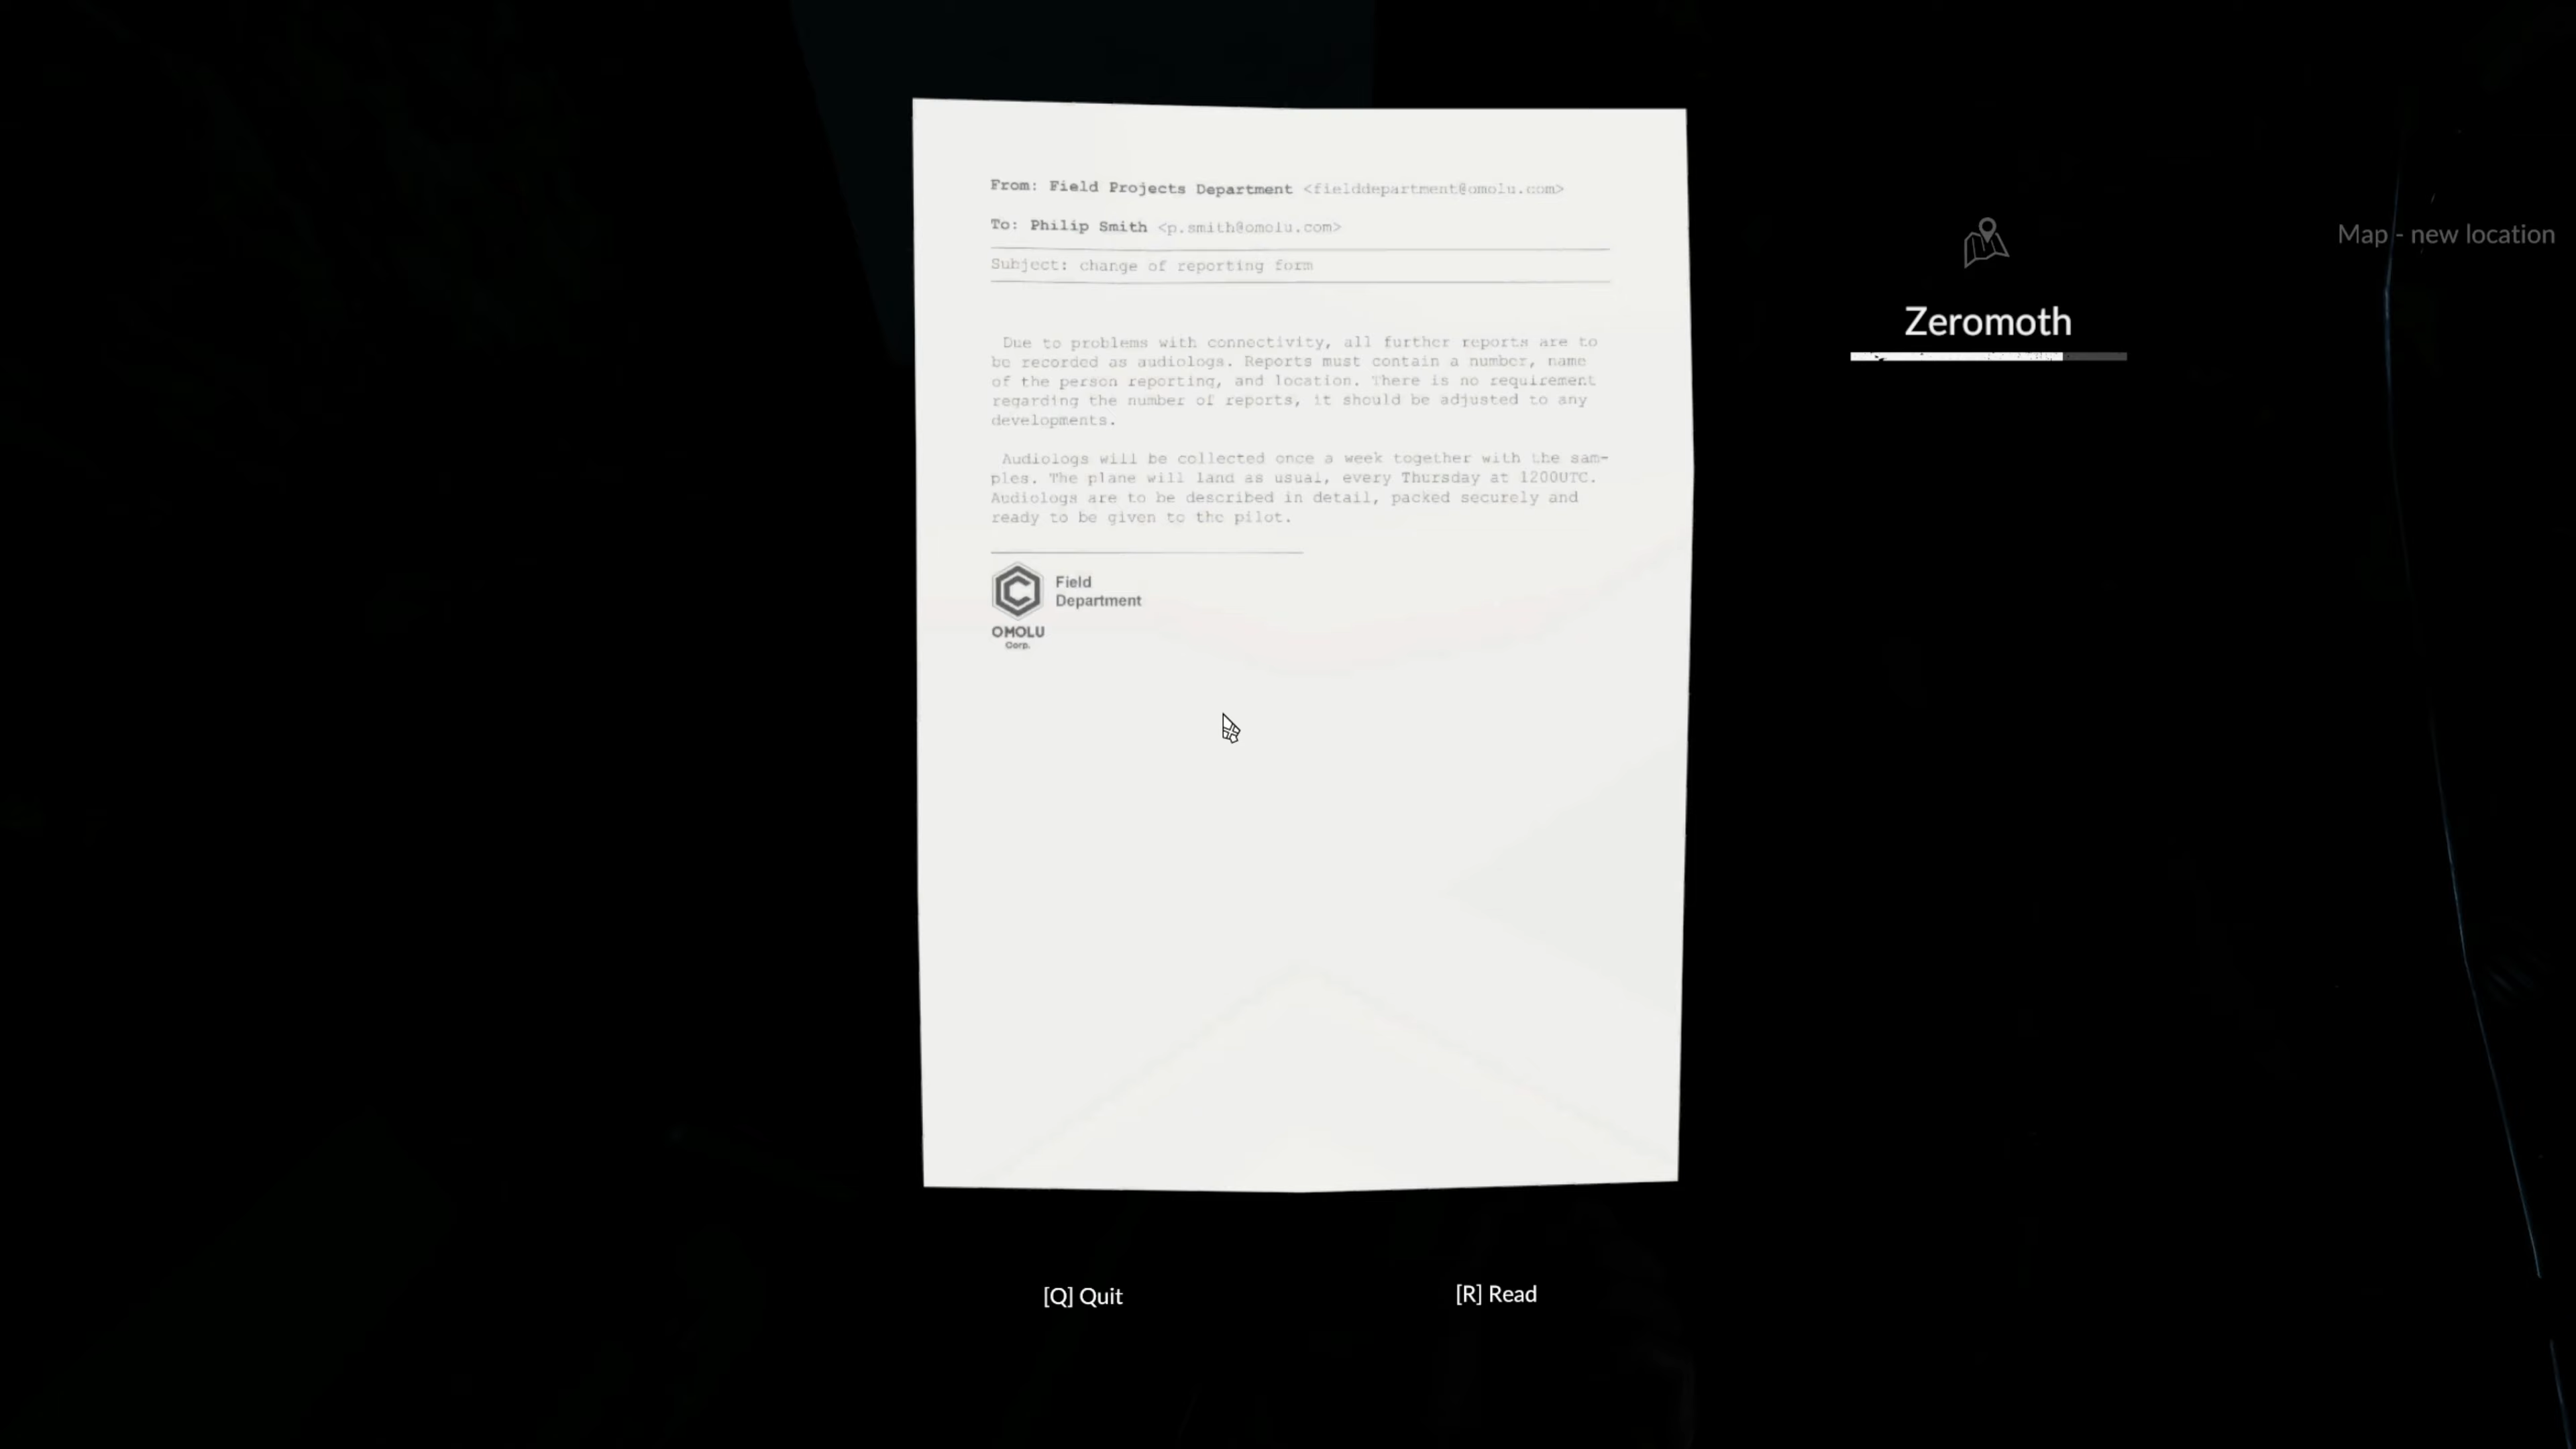 From: Field Projects Department <fielddepartment@omolu.com>
To: Philip Smith <p.smith@omolu.com>
Subject: change of reporting form
Due to problems with connectivity, all further reports are to
be recorded as audiologs. Reports must contain a number, name
of the person reporting, and location. There is no requirement
regarding the number of reports, it should be adjusted to any
developments.
Audiologs will be collected once a week together with the sam-
ples. The plane will land as usual, every Thursday at 1200UTC.
Audiologs are to be described in detail, packed securely and
ready to be given to the pilot.
Field
Department
OMOLU
Corp.
Map - new location
Zeromoth
[Q] Quit
[R] Read